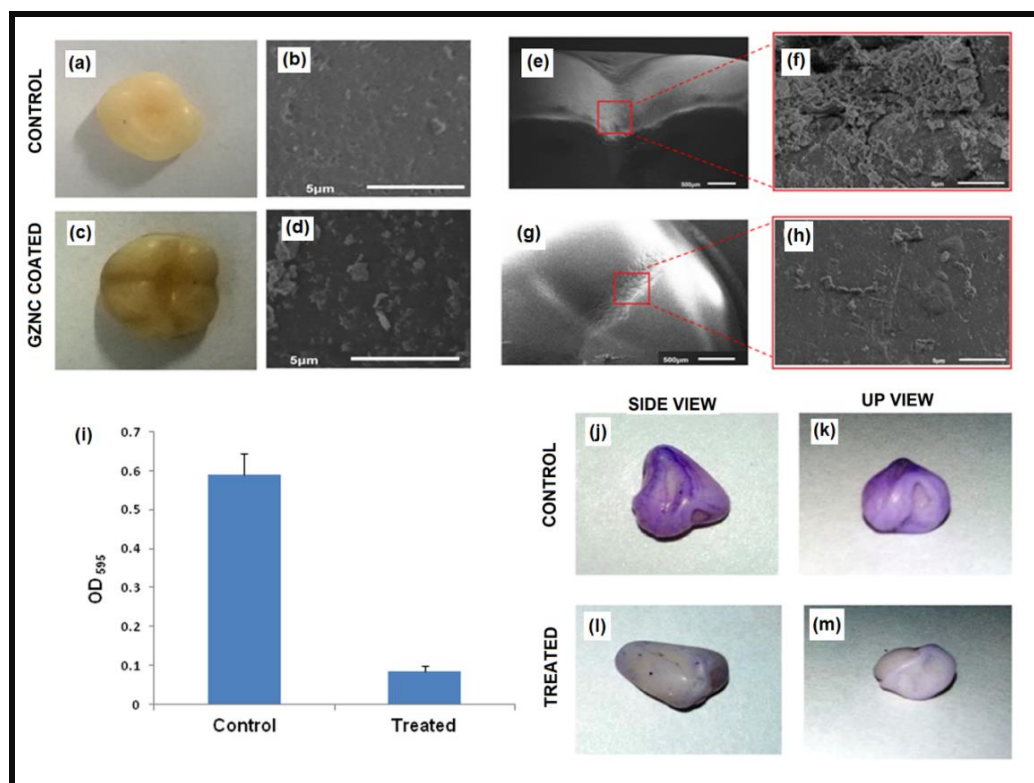 CONTROL
(a)
(b)
5µm
(e)
500µm
(f)
5µm
GZNC COATED
(c)
(d)
5µm
(g)
500µm
(h)
5µm
(i)
0.7
0.6
0.5
0.4
0.3
0.2
0.1
0
OD 595
Control
Treated
SIDE VIEW
UP VIEW
CONTROL
(j)
(k)
TREATED
(l)
(m)